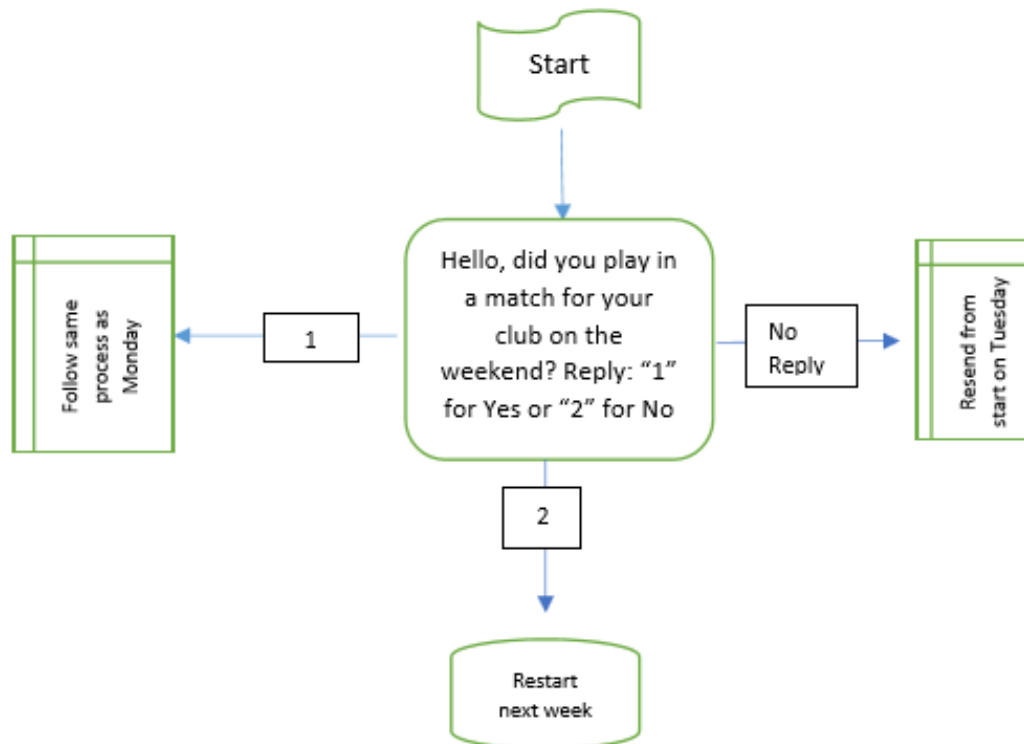 Start
Hello, did you play in
a match for your
club on the
weekend? Reply: “1”
for Yes or “2” for No
Follow same
process as
Monday
1
No
Reply
Resend from
start on Tuesday
2
Restart
next week